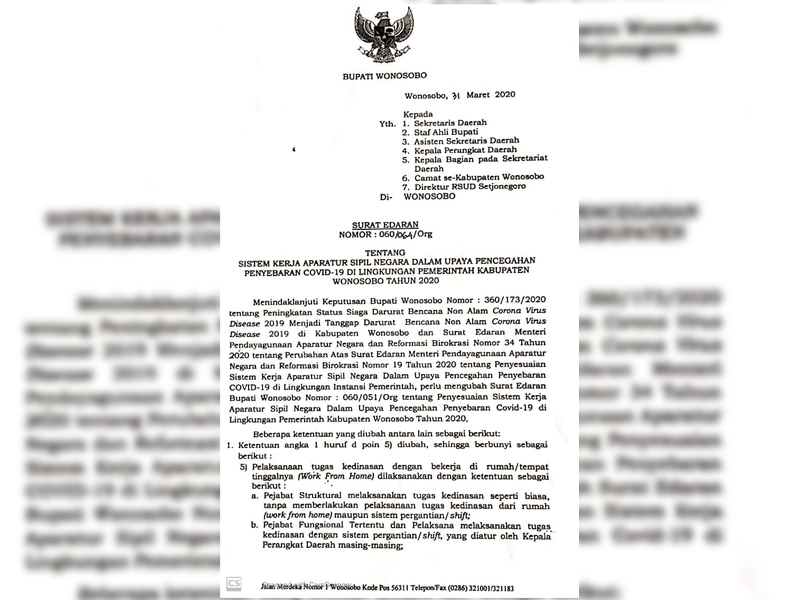 BUPATI WONOSOBO
Wonosobo, 31 Maret 2020
Kepada
Yth. 1. Sekretaris Daerah
2. Staf Ahli Bupati
3. Asisten Sekretaris Daerah
4. Kepala Perangkat Daerah
5. Kepala Bagian pada Sekretariat
Daerah
6. Camat se-Kabupaten Wonosobo
7. Direktur RSUD Setjonegoro
Di- WONOSOBO
SURAT EDARAN
NOMOR : 060/064/Org
TENTANG
SISTEM KERJA APARATUR SIPIL NEGARA DALAM UPAYA PENCEGAHAN
PENYEBARAN COVID-19 DI LINGKUNGAN PEMERINTAH KABUPATEN
WONOSOBO TAHUN 2020
Menindaklanjuti Keputusan Bupati Wonosobo Nomor : 360/173/2020
tentang Peningkatan Status Siaga Darurat Bencana Non Alam Corona Virus
Disease 2019 Menjadi Tanggap Darurat Bencana Non Alam Corona Virus
Disease 2019 di Kabupaten Wonosobo dan Surat Edaran Menteri
Pendayagunaan Aparatur Negara dan Reformasi Birokrasi Nomor 34 Tahun
2020 tentang Perubahan Atas Surat Edaran Menteri Pendayagunaan Aparatur
Negara dan Reformasi Birokrasi Nomor 19 Tahun 2020 tentang Penyesuaian
Sistem Kerja Aparatur Sipil Negara Dalam Upaya Pencegahan Penyebaran
COVID-19 di Lingkungan Instansi Pemerintah, perlu mengubah Surat Edaran
Bupati Wonosobo Nomor : 060/051/Org tentang Penyesuaian Sistem Kerja
Aparatur Sipil Negara Dalam Upaya Pencegahan Penyebaran Covid-19 di
Lingkungan Pemerintah Kabupaten Wonosobo Tahun 2020.
Beberapa ketentuan yang diubah antara lain sebagai berikut:
1. Ketentuan angka 1 huruf d poin 5) diubah, sehingga berbunyi sebagai
berikut :
5) Pelaksanaan tugas kedinasan dengan bekerja di rumah/tempat
tinggalnya (Work From Home) dilaksanakan dengan ketentuan sebagai
berikut :
a. Pejabat Struktural melaksanakan tugas kedinasan seperti biasa,
tanpa memberlakukan pelaksanaan tugas kedinasan dari rumah
(work from home) maupun sistem pergantian/shift;
b. Pejabat Fungsional Tertentu dan Pelaksana melaksanakan tugas
kedinasan dengan sistem pergantian/shift, yang diatur oleh Kepala
Perangkat Daerah masing-masing;
CS
Jalan Merdeka Nomor 1 Wonosobo Kode Pos 56311 Telepon/Fax (0286) 321001/321183